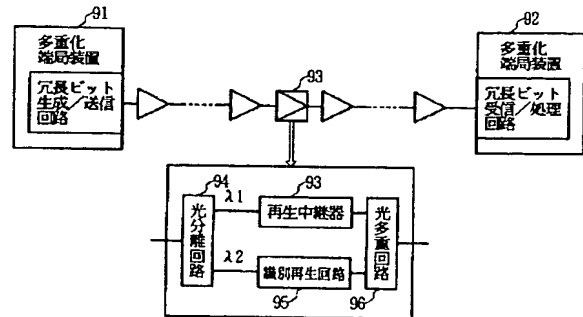 91
多重化
端局装置
冗長ビット
生成／送信
回路
93
92
多重化
端局装置
冗長ビット
受信／処理
回路
94
光分離回路
λ1
λ2
93
再生中継器
識別再生回路
95
光多重回路
96